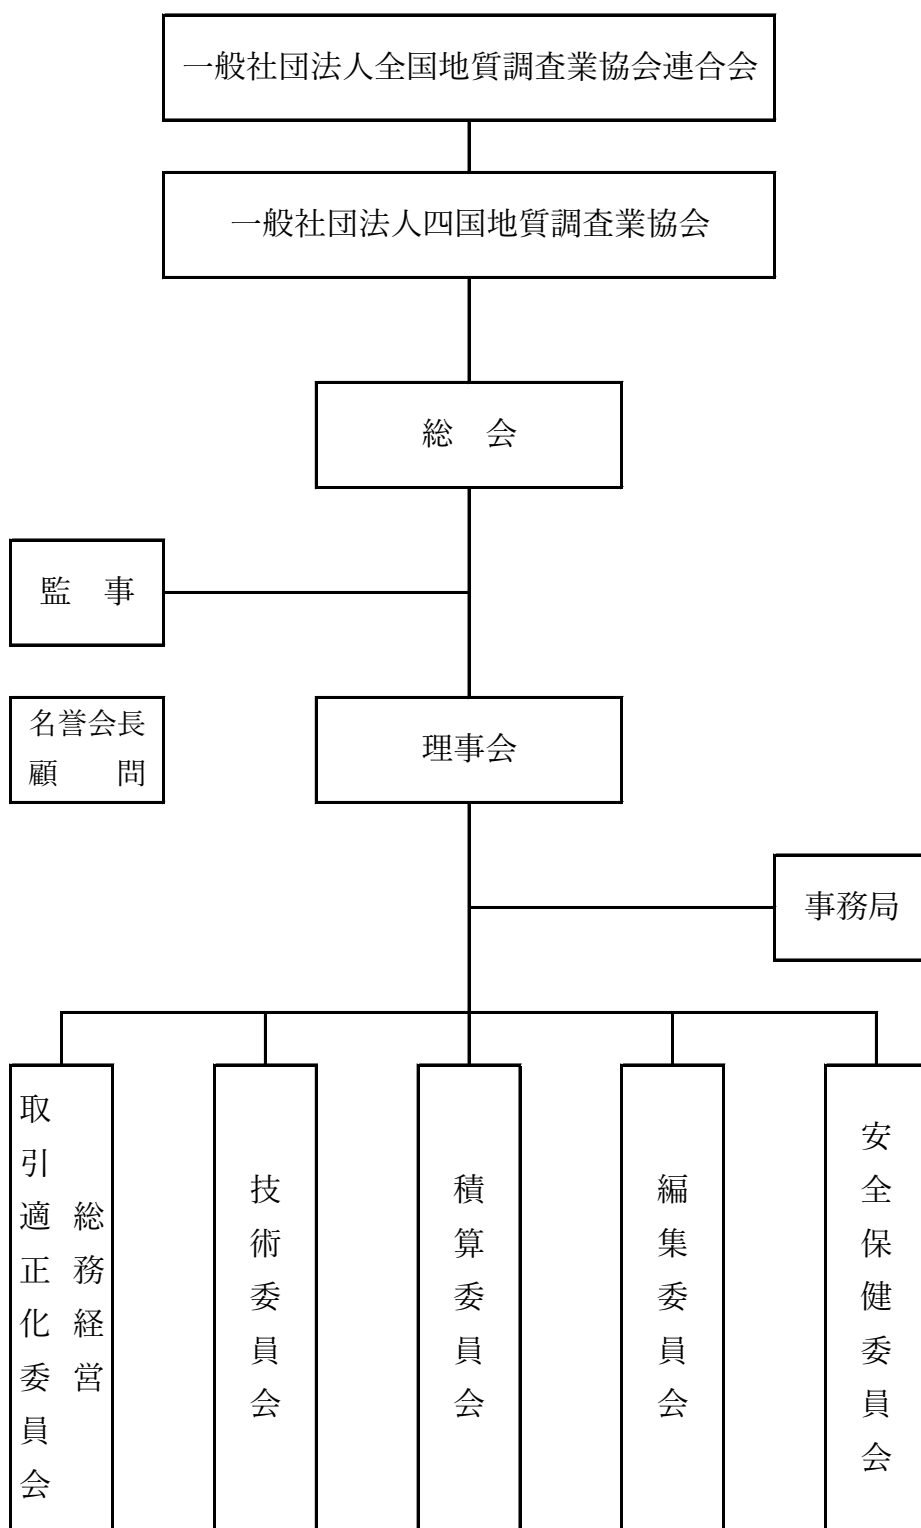 一般社団法人全国地質調査業協会連合会
一般社団法人四国地質調査業協会
総　会
監　事
名誉会長
顧　　問
理事会
事務局
総務経営
取引適正化委員会
技術委員会
積算委員会
編集委員会
安全保健委員会